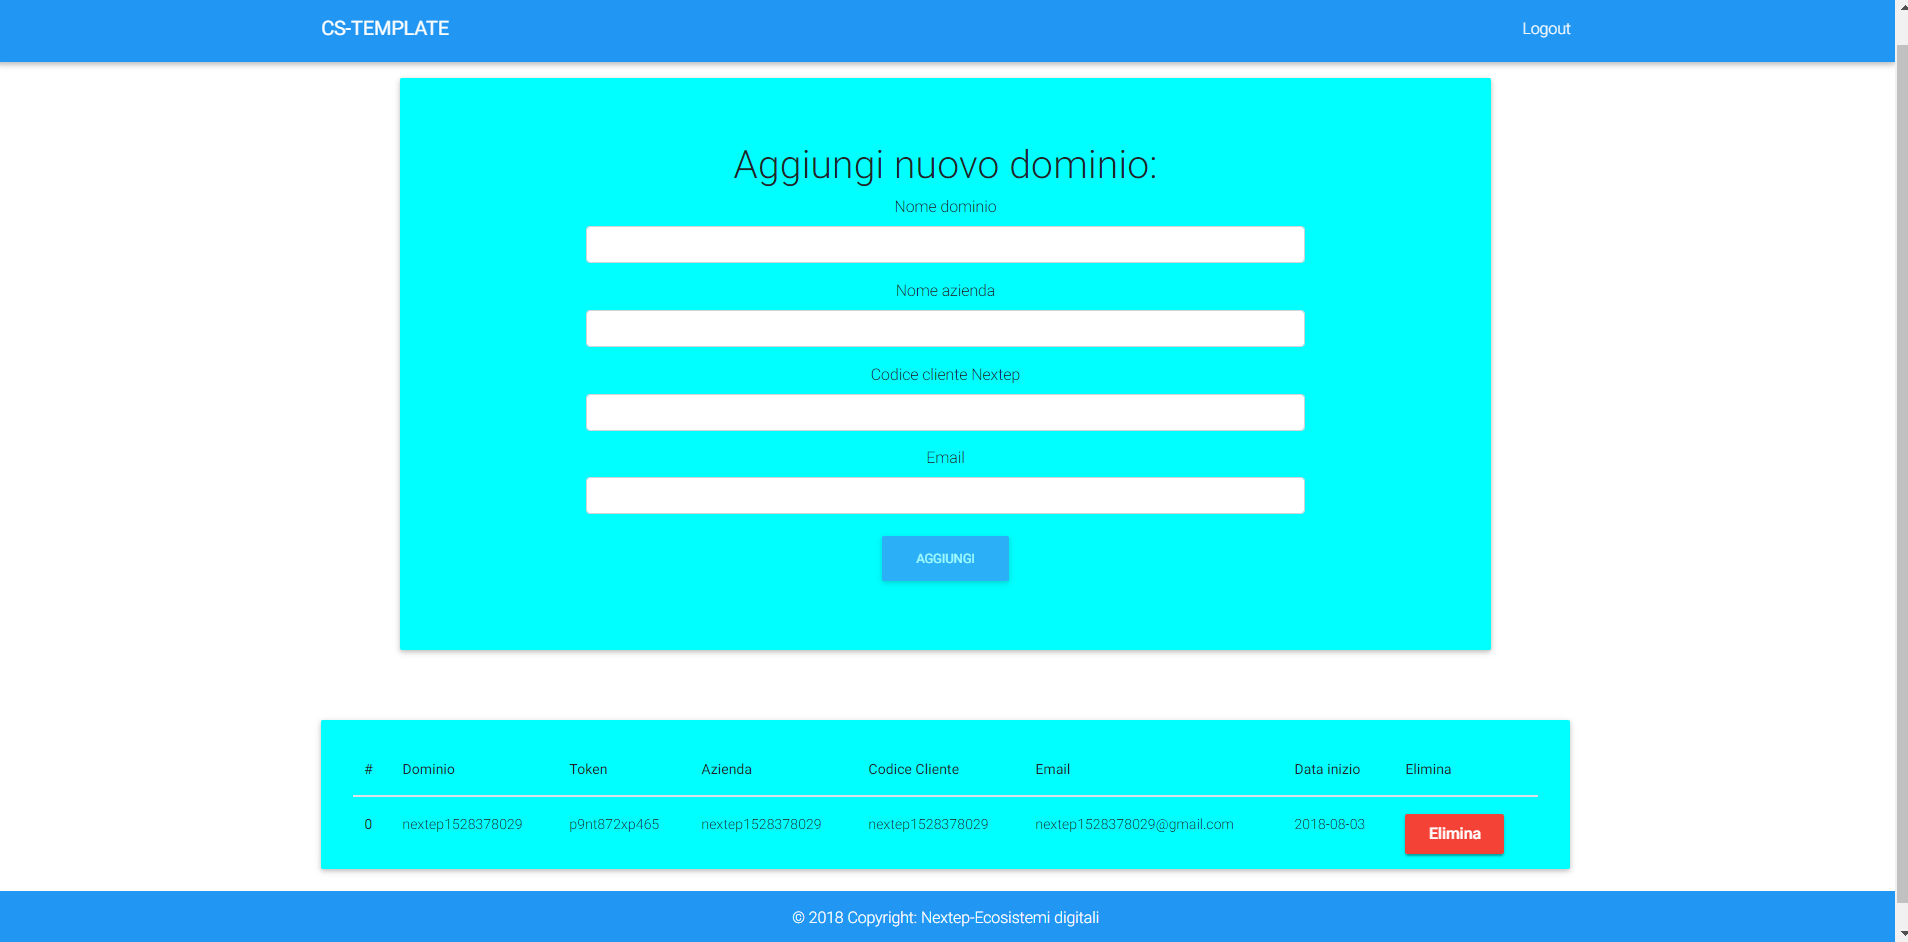 CS-TEMPLATE Logout
Aggiungi nuovo dominio:
Nome dominio
Nome azienda
Codice cliente Nextep
Email
AGGIUNGI
# Dominio Token Azienda Codice Cliente Email Data inizio Elimina
0 nextep1528378029 p9nt872xp465 nextep1528378029 nextep1528378029 nextep1528378029@gmail.com 2018-08-03 Elimina
© 2018 Copyright: Nextep-Ecosistemi digitali